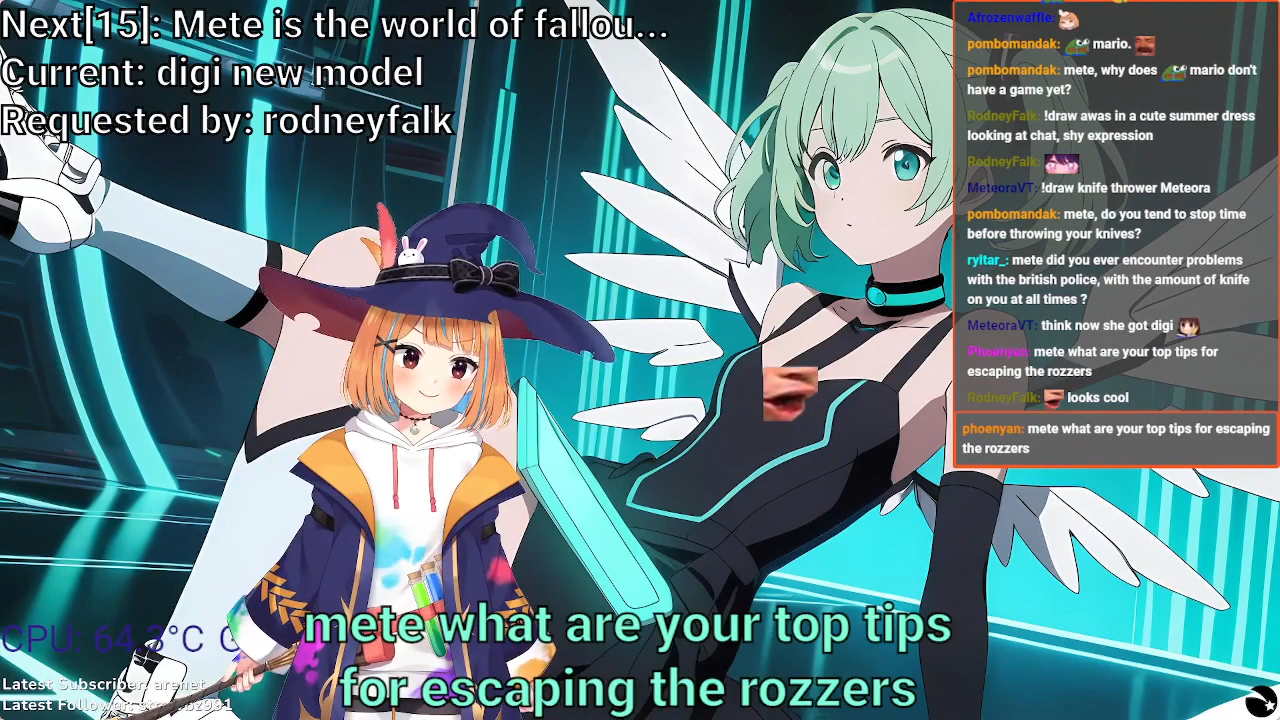 Next[15]: Mete is the world of fallou...
Current: digi new model
Requested by: rodneyfalk
Afrozenwaffle:
pombomandak: mario.
pombomandak: mete, why does mario don't
have a game yet?
RodneyFalk: !draw awas in a cute summer dress
looking at chat, shy expression
RodneyFalk:
MeteoraVT: !draw knife thrower Meteora
pombomandak: mete, do you tend to stop time
before throwing your knives?
ryltar_: mete did you ever encounter problems
with the british police, with the amount of knife
on you at all times ?
MeteoraVT: think now she got digi
Phoenyan: mete what are your top tips for
escaping the rozzers
RodneyFalk: looks cool
phoenyan: mete what are your top tips for escaping
the rozzers
mete what are your top tips
for escaping the rozzers
CPU: 64.3°C
Latest Subscriber: arenet
Latest Follower: